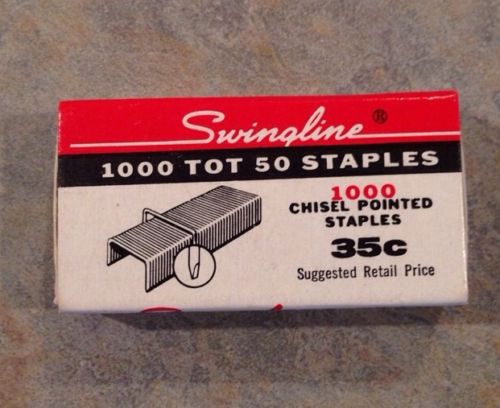 Swingline ®
1000 TOT 50 STAPLES
1000
CHISEL POINTED
STAPLES
35c
Suggested Retail Price